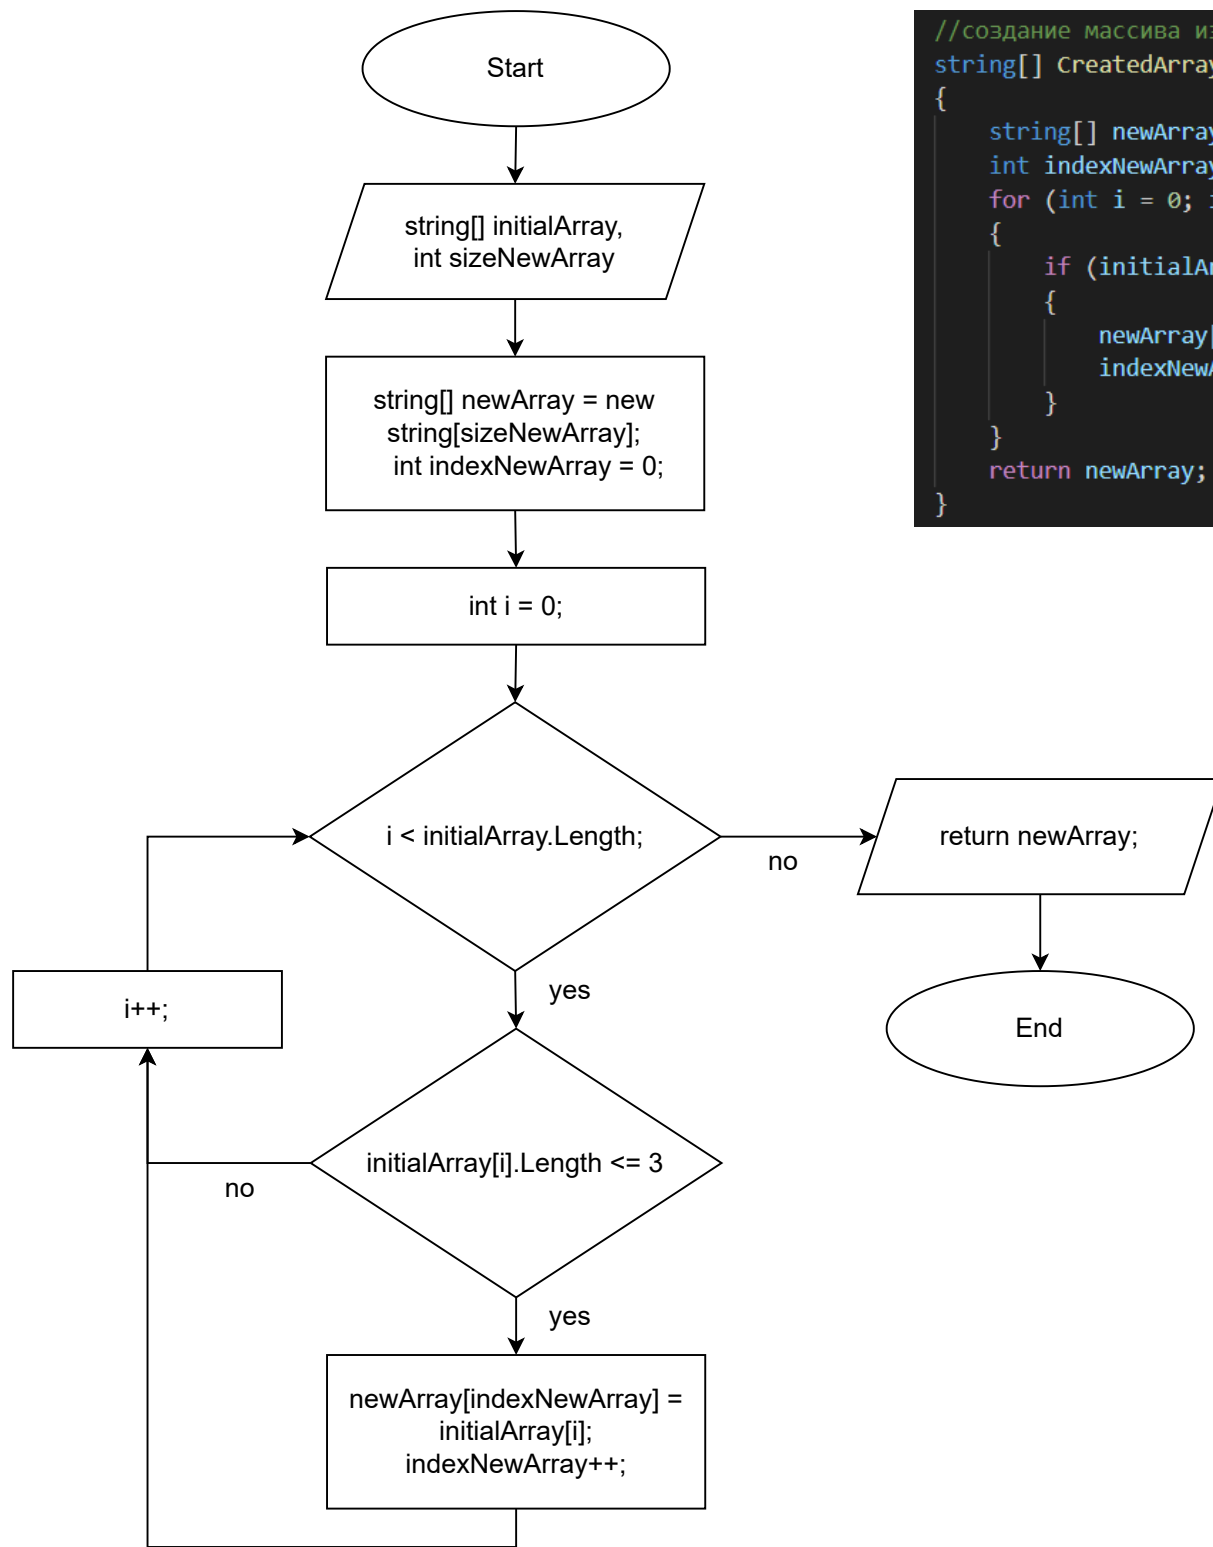 Start
string[] initialArray,
int sizeNewArray
string[] newArray = new
string[sizeNewArray];
int indexNewArray = 0;
int i = 0;
i < initialArray.Length;
no
return newArray;
End
yes
i++;
initialArray[i].Length <= 3
no
yes
newArray[indexNewArray] =
initialArray[i];
indexNewArray++;
//создание массива из
string[] CreatedArray
{
string[] newArray
int indexNewArray
for (int i = 0;
{
if (
{
newArray[
}
}
return newArray;
}